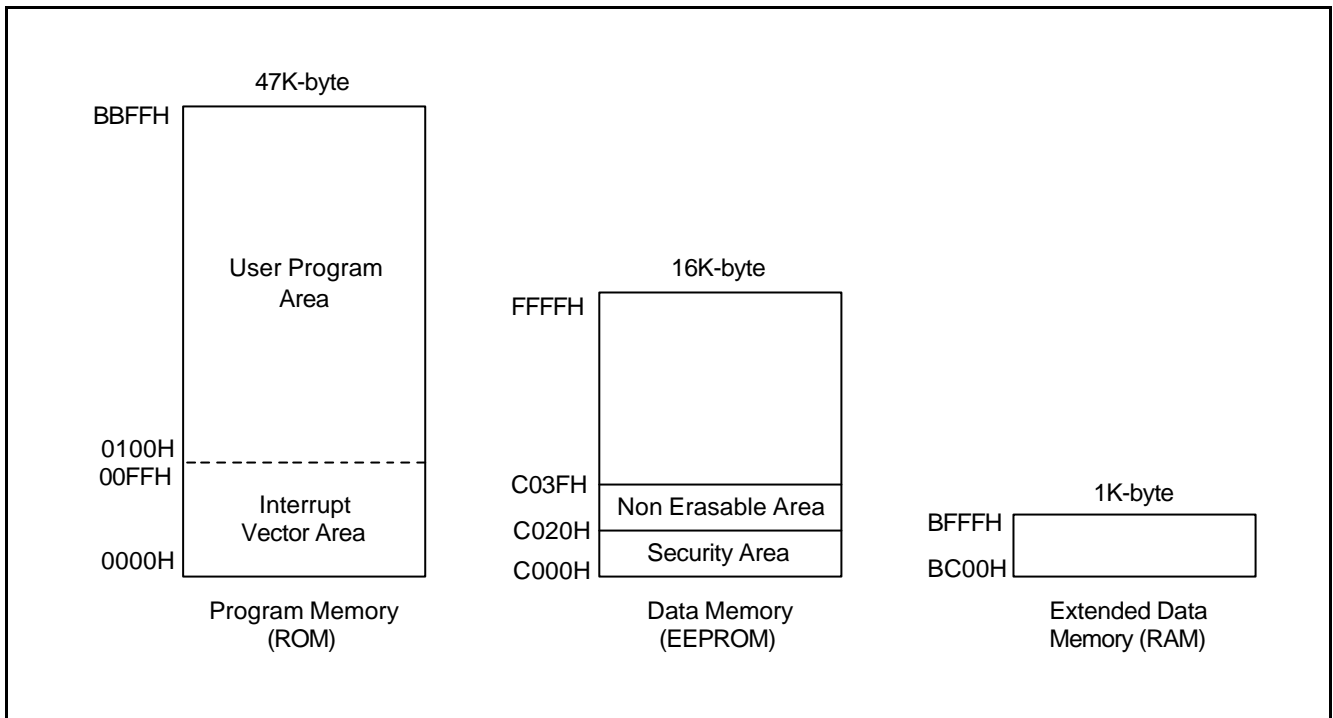 47K-byte
BBFFH
User Program
Area
0100H
00FFH
Interrupt
Vector Area
0000H
Program Memory
(ROM)
16K-byte
FFFFH
C03FH
Non Erasable Area
C020H
Security Area
C000H
Data Memory
(EEPROM)
1K-byte
BFFFH
BC00H
Extended Data
Memory (RAM)